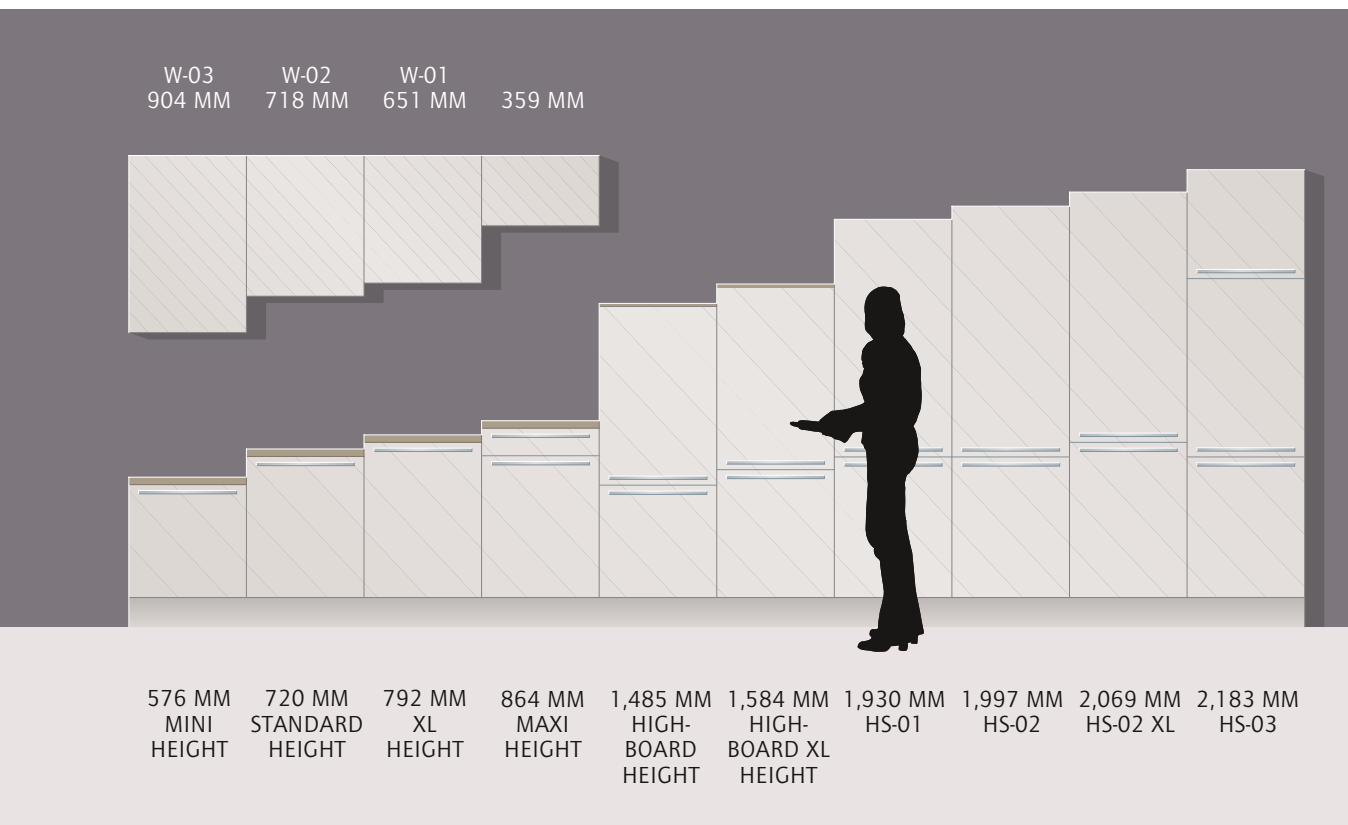 W-03 W-02 W-01
904 MM 718 MM 651 MM 359 MM
576 MM 720 MM 792 MM 864 MM 1,485 MM 1,584 MM 1,930 MM 1,997 MM 2,069 MM 2,183 MM
MINI STANDARD XL MAXI HIGH- HIGH- HS-01 HS-02 HS-02 XL HS-03
HEIGHT HEIGHT HEIGHT HEIGHT BOARD BOARD XL
HEIGHT HEIGHT